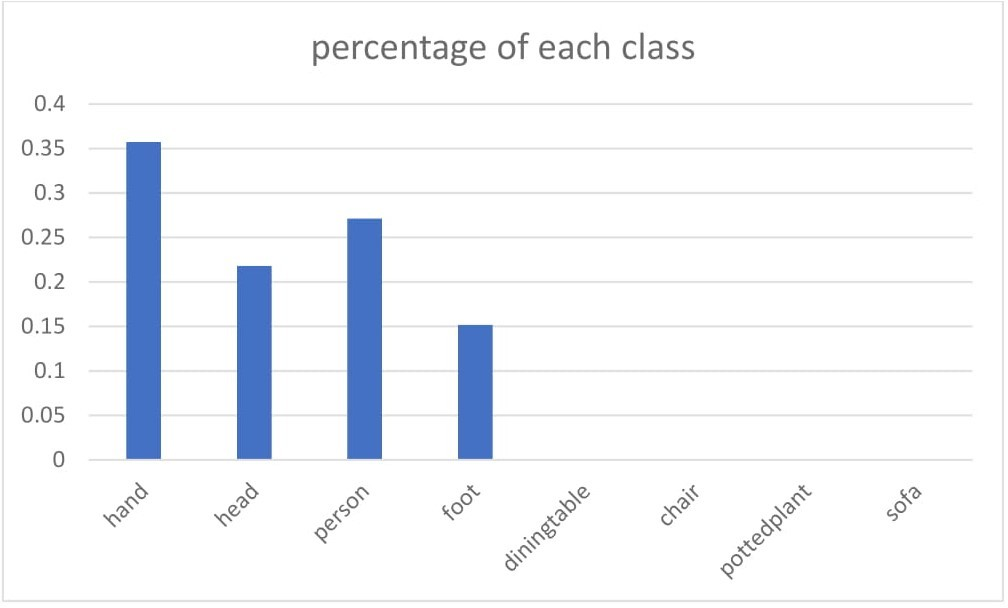 percentage of each class
0.4
0.35
0.3
0.25
0.2
0.15
0.1
0.05
0
hand
head
person
foot
diningtable
chair
pottedplant
sofa